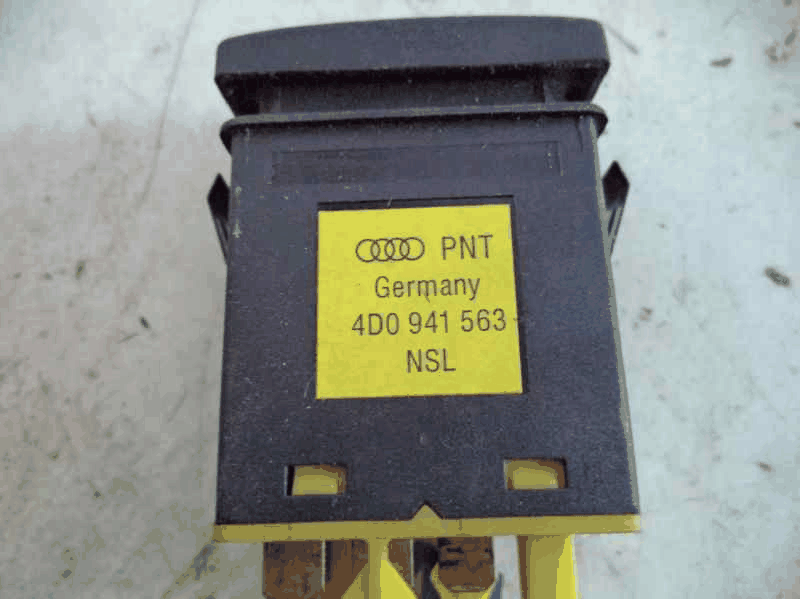 PNT
Germany
4D0 941 563
NSL